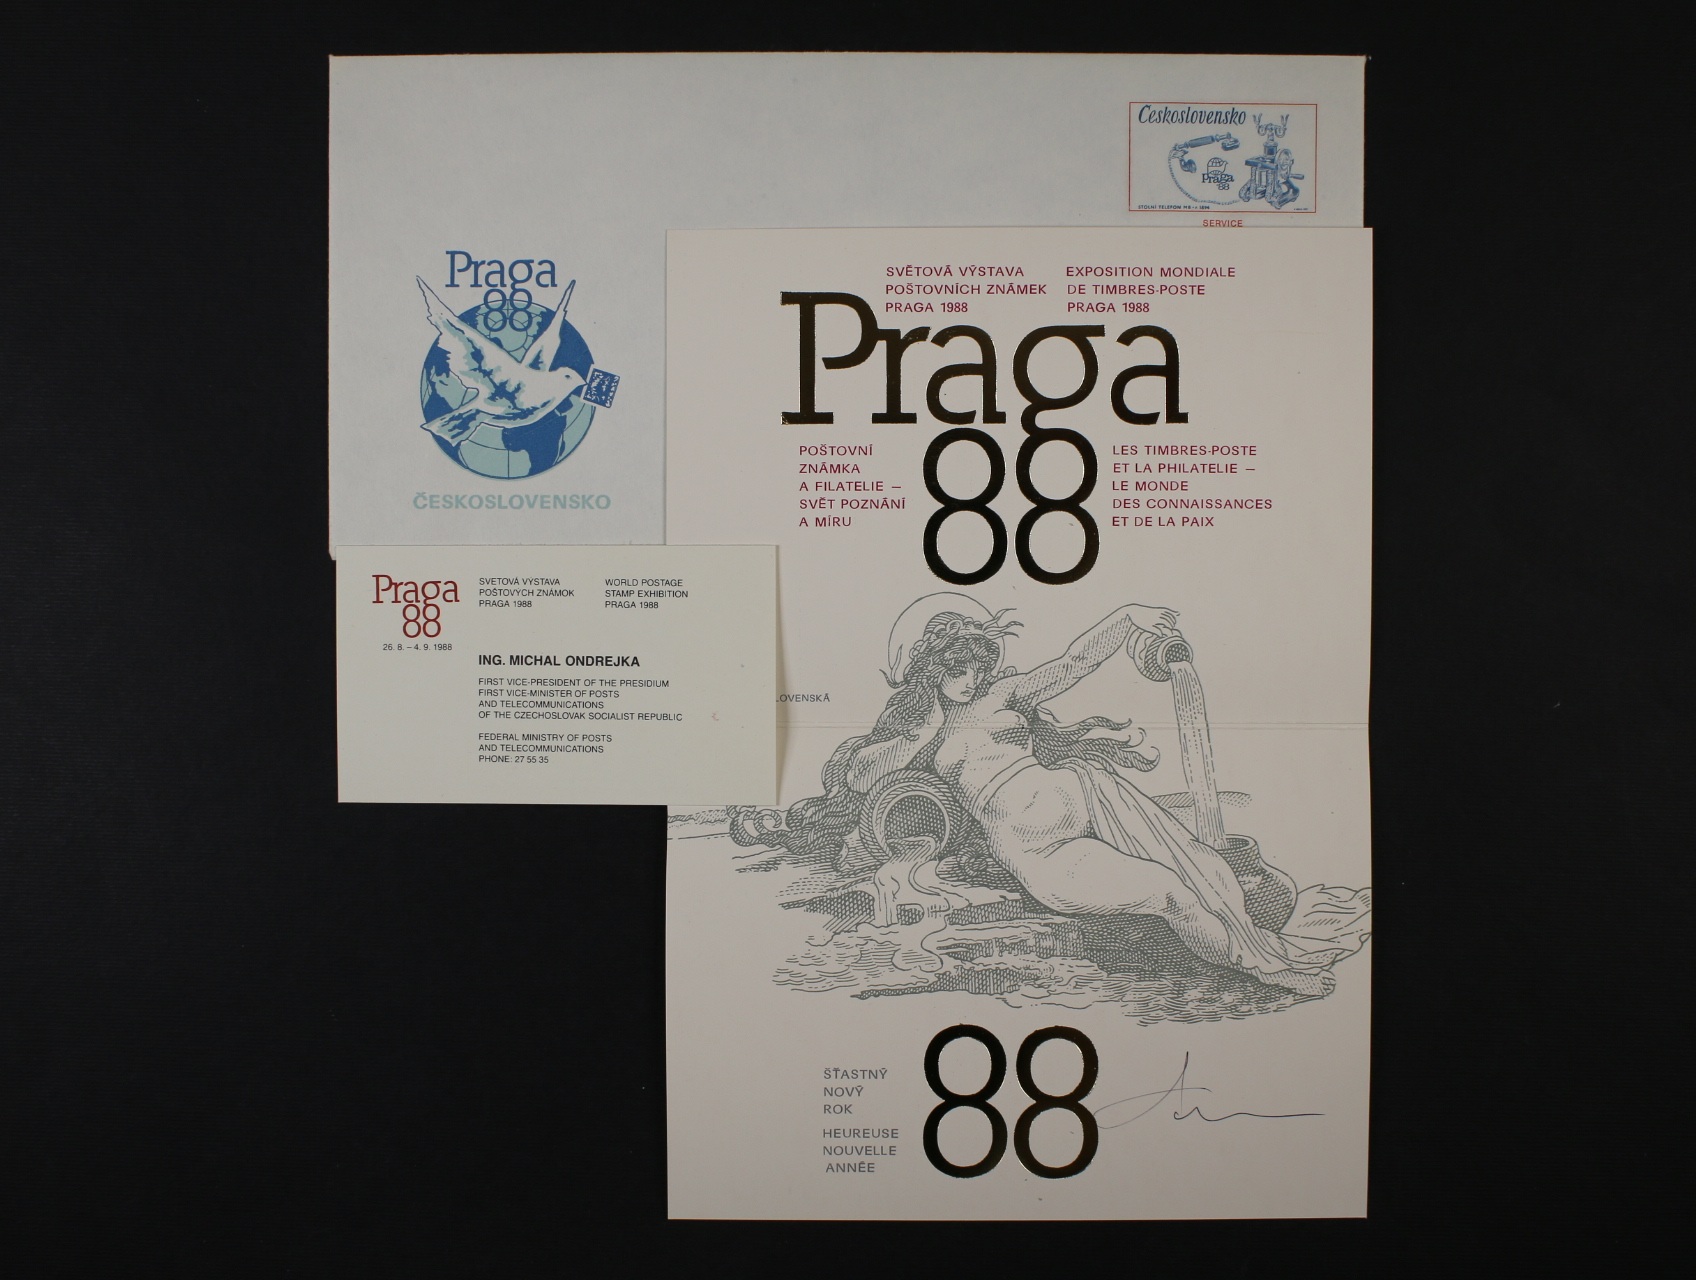 Československo
Praga
88
STOLNÍ TELEFON
SERVICE
Praga
88
ČESKOSLOVENSKO
SVĚTOVÁ VÝSTAVA
POŠTOVNÍCH ZNÁMEK
PRAGA 1988
EXPOSITION MONDIALE
DE TIMBRES-POSTE
PRAGA 1988
Praga
88
POŠTOVNÍ
ZNÁMKA
A FILATELIE –
SVĚT POZNÁNÍ
A MÍRU
LES TIMBRES-POSTE
ET LA PHILATELIE –
LE MONDE
DES CONNAISSANCES
ET DE LA PAIX
Praga
88
26. 8. – 4. 9. 1988
SVETOVÁ VÝSTAVA
POŠTOVÝCH ZNÁMOK
PRAGA 1988
WORLD POSTAGE
STAMP EXHIBITION
PRAGA 1988
ING. MICHAL ONDREJKA
FIRST VICE-PRESIDENT OF THE PRESIDIUM
FIRST VICE-MINISTER OF POSTS
AND TELECOMMUNICATIONS
OF THE CZECHOSLOVAK SOCIALIST REPUBLIC
FEDERAL MINISTRY OF POSTS
AND TELECOMMUNICATIONS
PHONE: 27 55 35
LOVENSKÁ
88
ŠŤASTNÝ
NOVÝ
ROK
HEUREUSE
NOUVELLE
ANNÉE